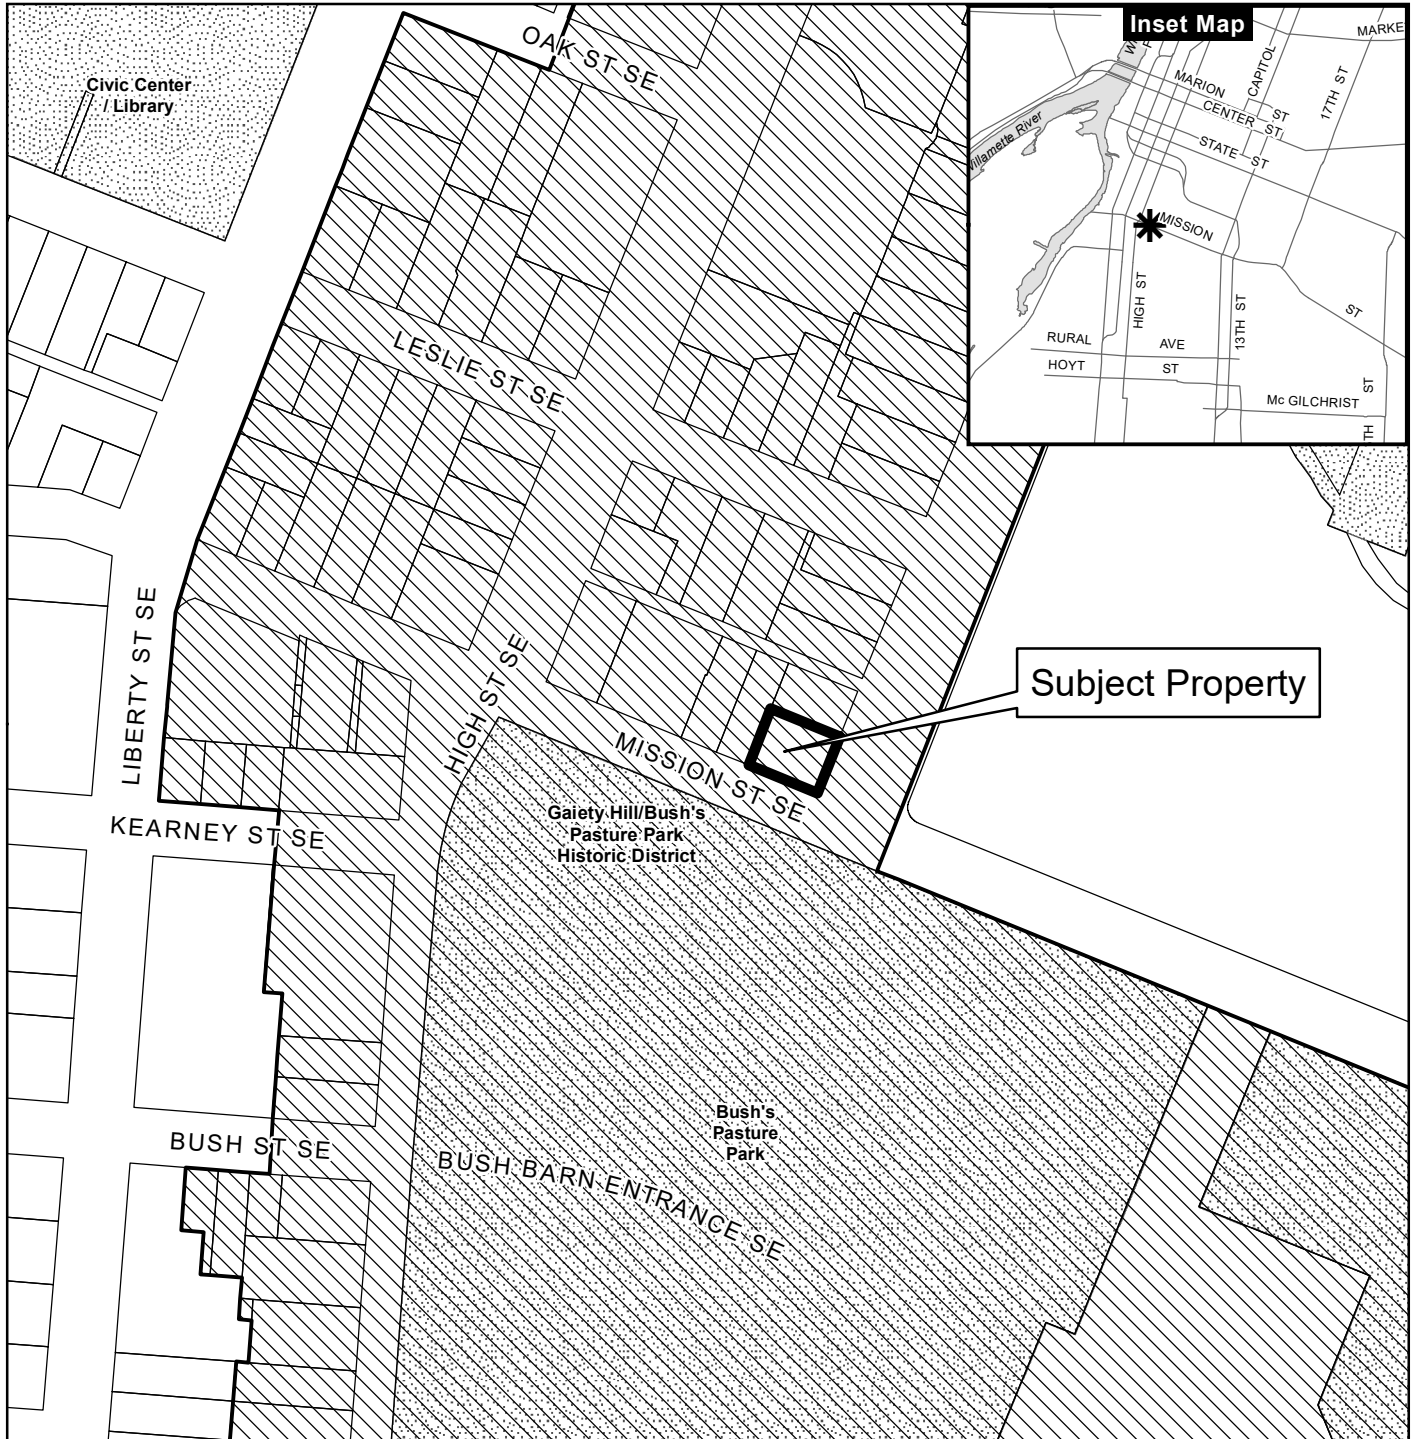 OAK ST SE
Civic Center
/ Library
Inset Map
MARKE
CAPITOL
17TH ST
MARION
ST
CENTER ST
STATE ST
Willamette River
MISSION
ST
HIGH ST
13TH ST
RURAL AVE
HOYT ST
Mc GILCHRIST
ST
TH
LESLIE ST SE
LIBERTY ST SE
HIGH ST SE
Subject Property
MISSION ST SE
KEARNEY ST SE
Gaiety Hill/Bush's
Pasture Park
Historic District
Bush's
Pasture
Park
BUSH ST SE
BUSH BARN ENTRANCE SE